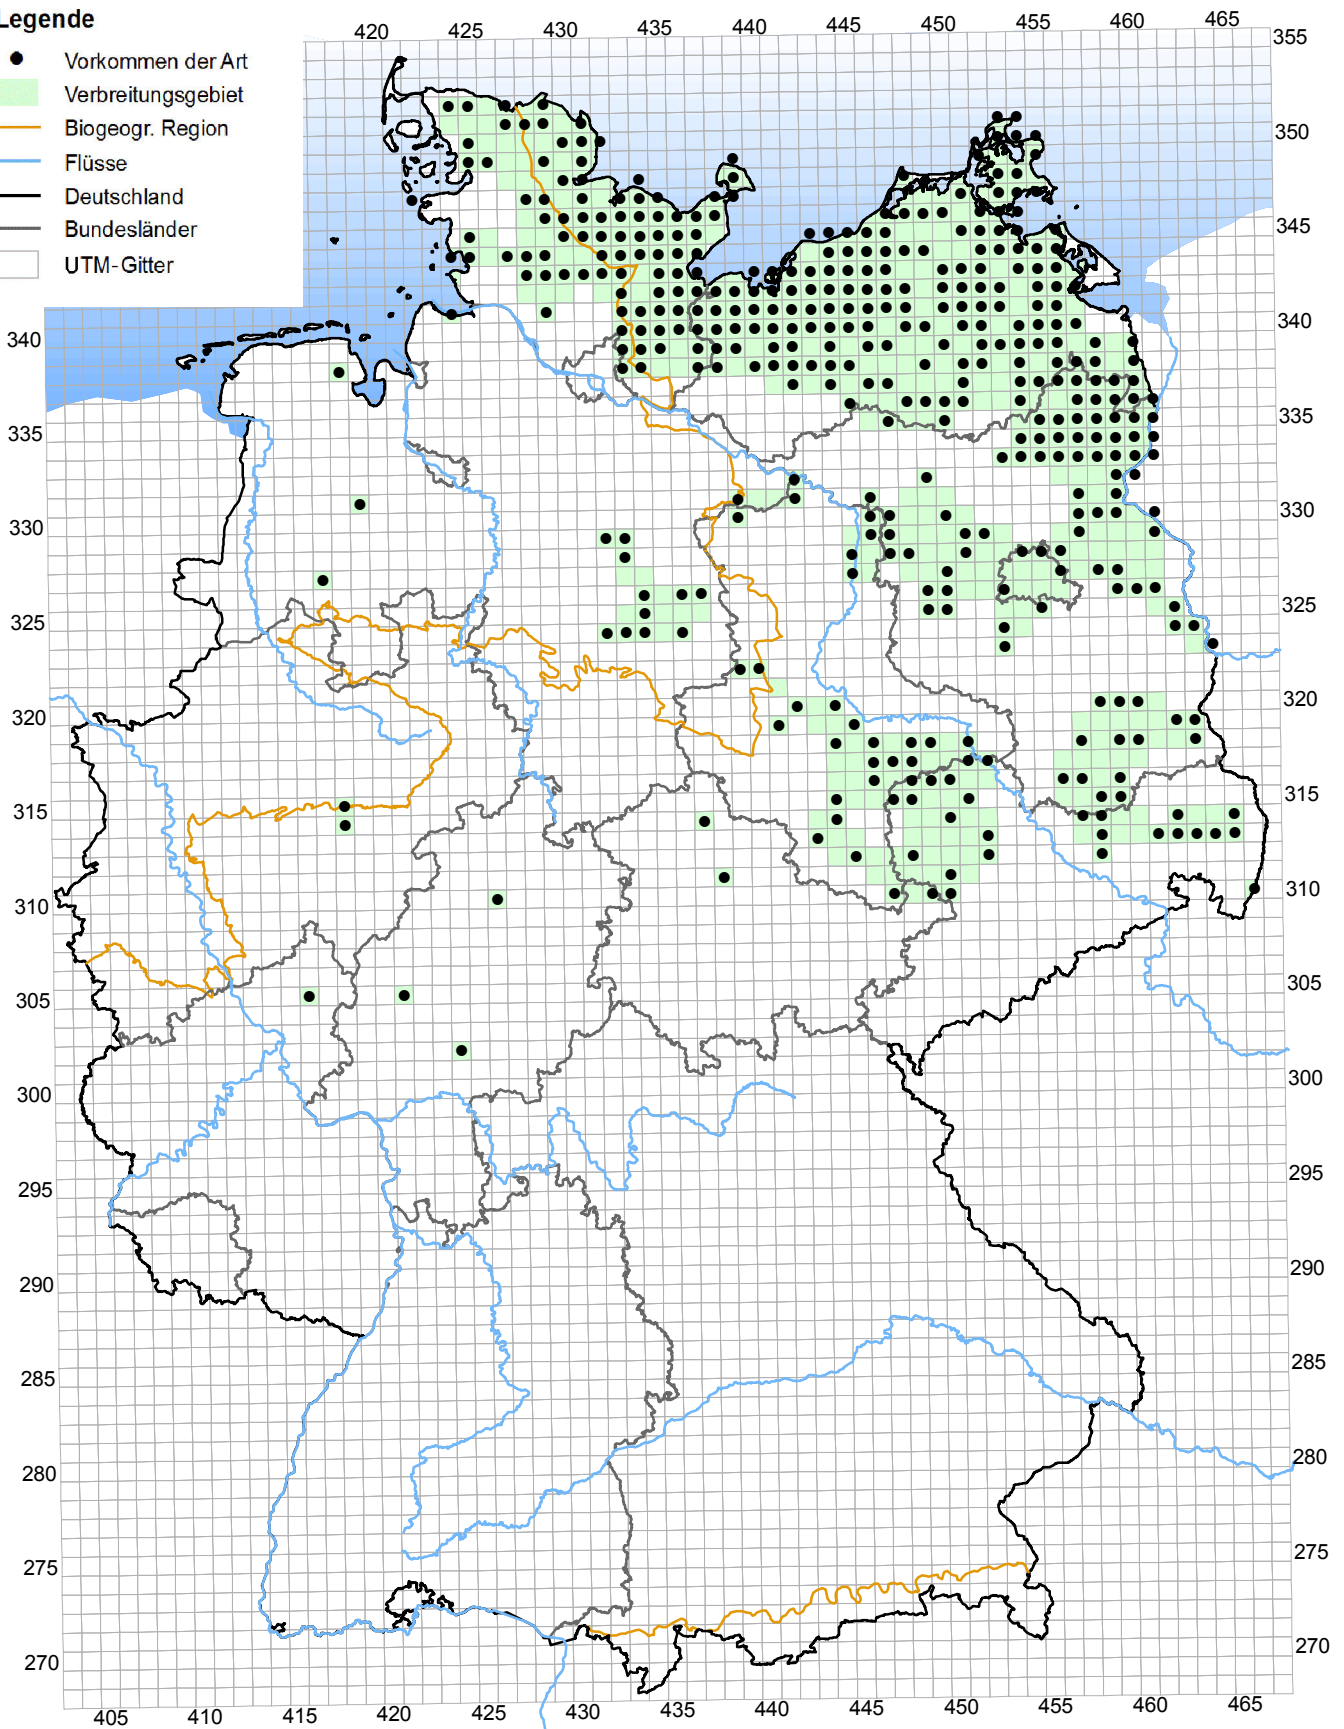 Legende
Vorkommen der Art
Verbreitungsgebiet
Biogeogr. Region
Flüsse
Deutschland
Bundesländer
UTM-Gitter
420 425 430 435 440 445 450 455 460 465
355
350
345
340 340
335 335
330 330
325 325
320 320
315 315
310 310
305 305
300 300
295 295
290 290
285 285
280 280
275 275
270 270
405 410 415 420 425 430 435 440 445 450 455 460 465